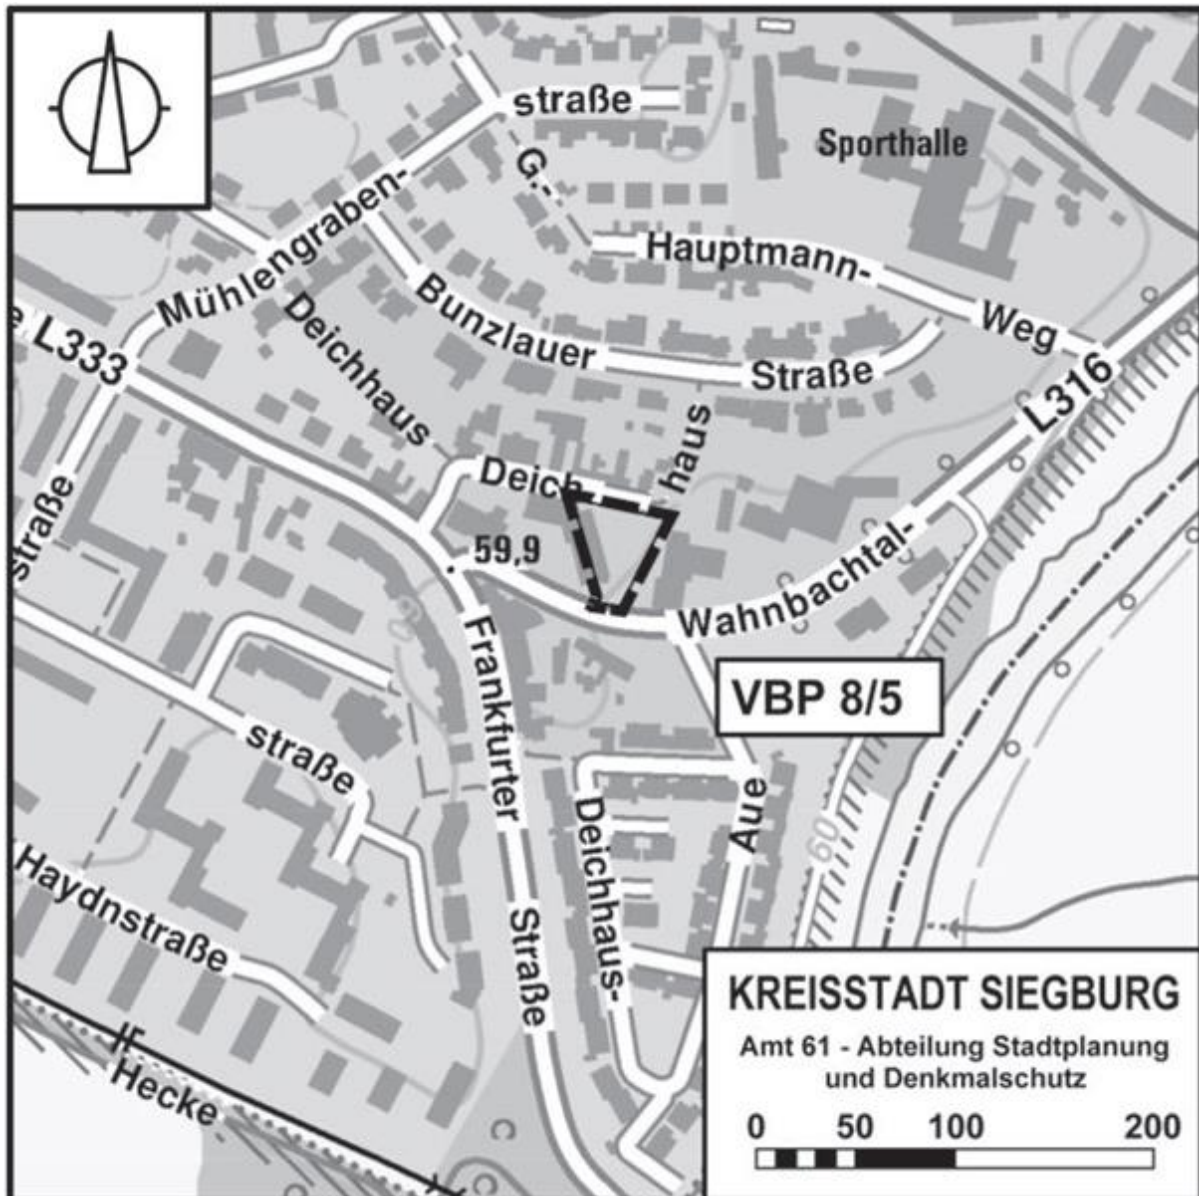 straße
G.-
Sporthalle
Mühlengraben-
Hauptmann-
Weg
Bunzlauer
Straße
Deichhaus
L333
L316
Deich
haus
straße
59,9
Wahnbachtal-
VBP 8/5
Frankfurter
Straße
straße
Deichhaus-
Aue
60
Haydnstraße
Hecke
KREISSTADT SIEGBURG
Amt 61 - Abteilung Stadtplanung
und Denkmalschutz
0 50 100 200